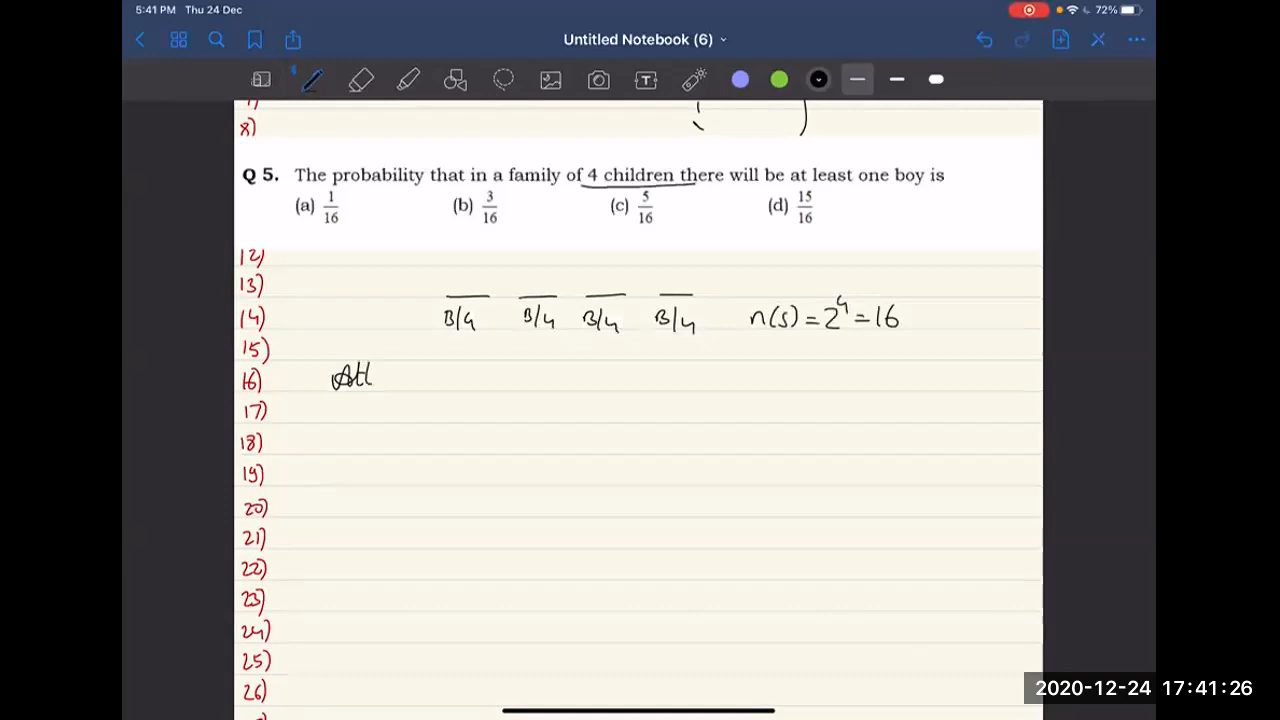 5:41 PM Thu 24 Dec
72%
Untitled Notebook (6)
8)
Q 5. The probability that in a family of 4 children there will be at least one boy is
(a) 1/16 (b) 3/16 (c) 5/16 (d) 15/16
12)
13)
14) B/G B/G B/G B/G n(s) = 2^4 = 16
15)
16) Atl
17)
18)
19)
20)
21)
22)
23)
24)
25)
26)
2020-12-24 17:41:26